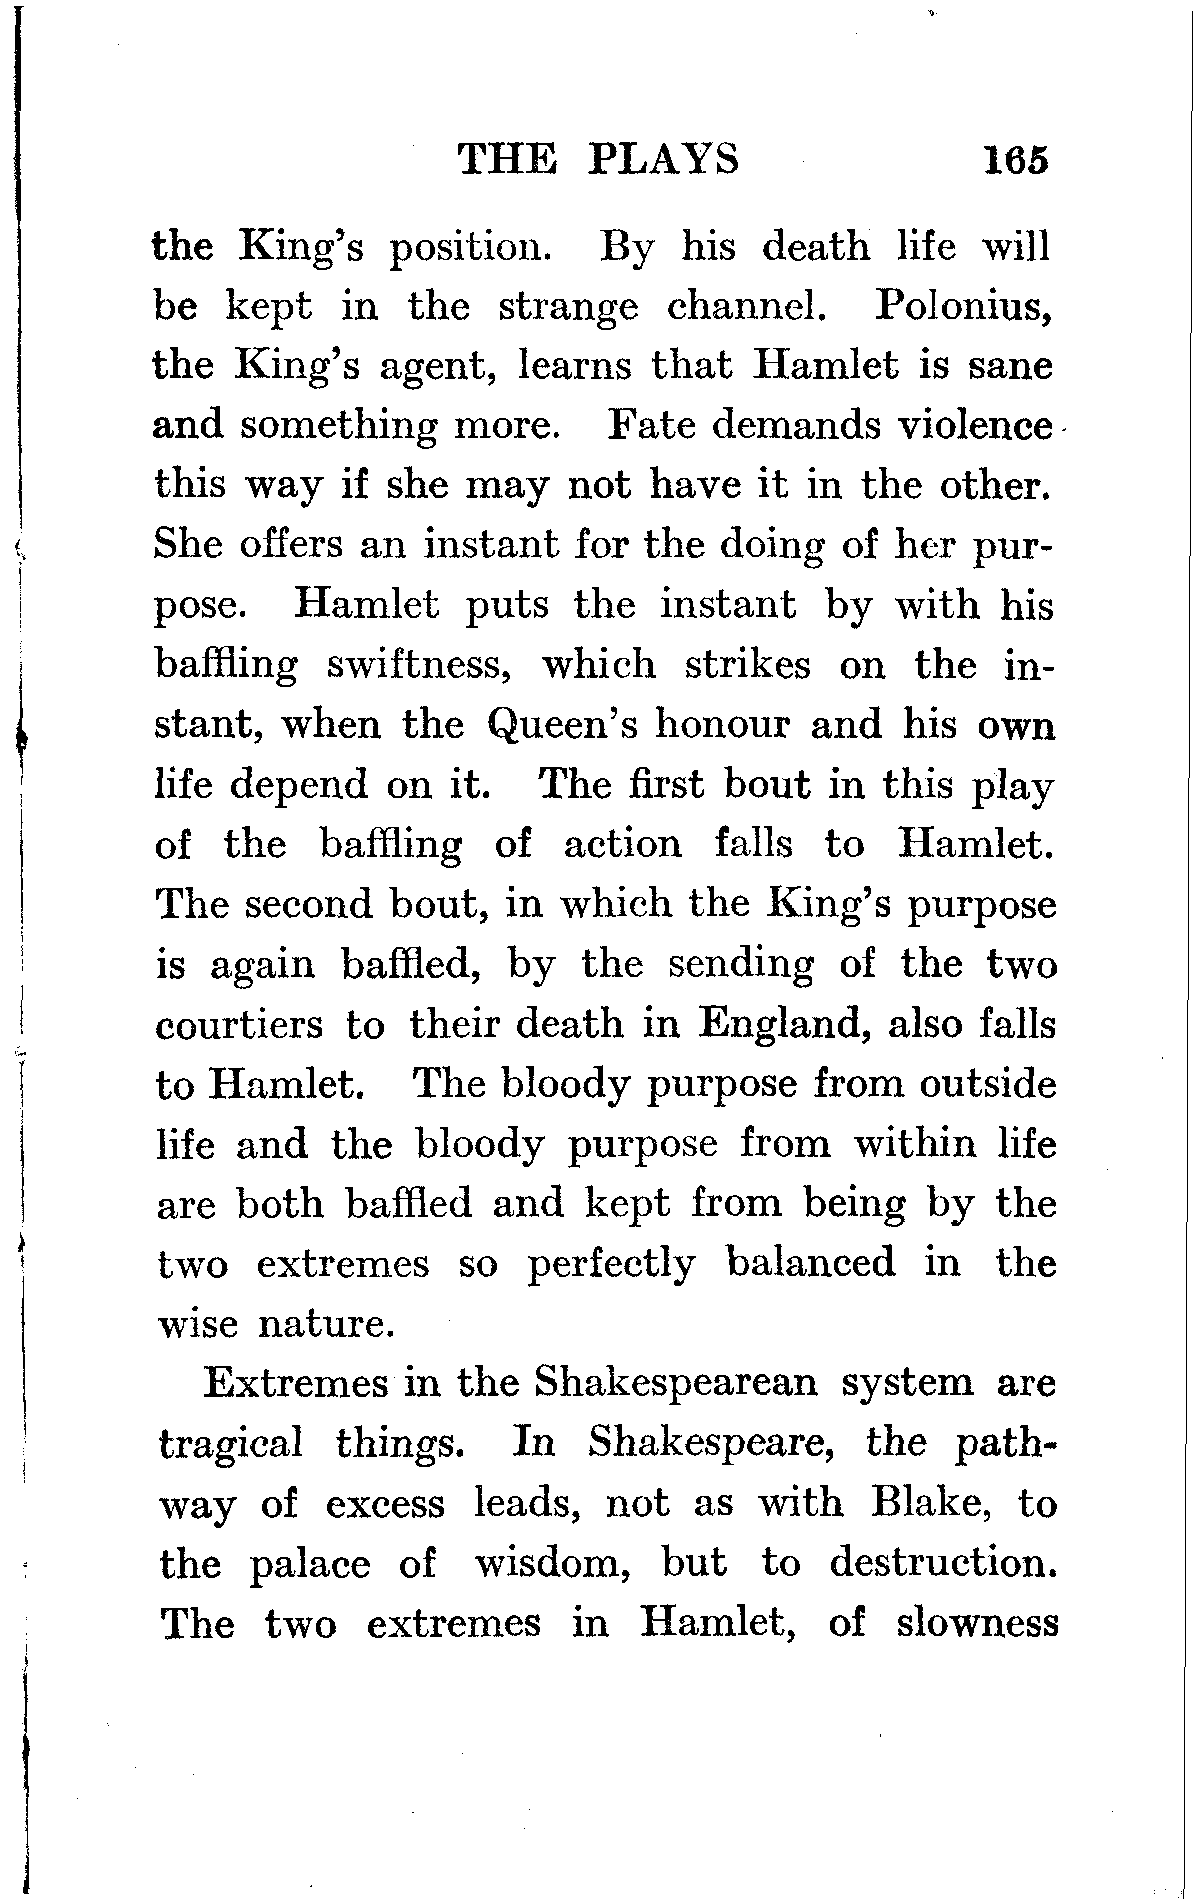 THE PLAYS 165
the King's position. By his death life will
be kept in the strange channel. Polonius,
the King's agent, learns that Hamlet is sane
and something more. Fate demands violence
this way if she may not have it in the other.
She offers an instant for the doing of her pur-
pose. Hamlet puts the instant by with his
baffling swiftness, which strikes on the in-
stant, when the Queen's honour and his own
life depend on it. The first bout in this play
of the baffling of action falls to Hamlet.
The second bout, in which the King's purpose
is again baffled, by the sending of the two
courtiers to their death in England, also falls
to Hamlet. The bloody purpose from outside
life and the bloody purpose from within life
are both baffled and kept from being by the
two extremes so perfectly balanced in the
wise nature.
Extremes in the Shakespearean system are
tragical things. In Shakespeare, the path-
way of excess leads, not as with Blake, to
the palace of wisdom, but to destruction.
The two extremes in Hamlet, of slowness